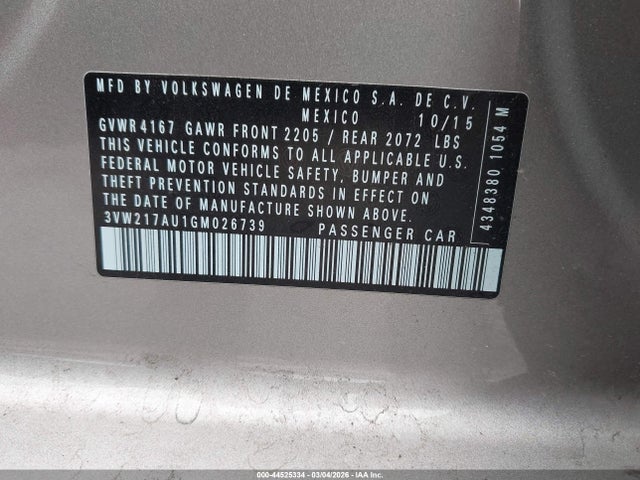 MFD BY VOLKSWAGEN DE MEXICO S.A. DE C.V.
MEXICO 10/15
GVWR 4167 GAWR FRONT 2205 / REAR 2072 LBS
THIS VEHICLE CONFORMS TO ALL APPLICABLE U.S.
FEDERAL MOTOR VEHICLE SAFETY, BUMPER AND
THEFT PREVENTION STANDARDS IN EFFECT ON
THE DATE OF MANUFACTURE SHOWN ABOVE.
3VW217AU1GM026739 PASSENGER CAR
4348380 1054 M
000-44525334 - 03/04/2026 - IAA Inc.